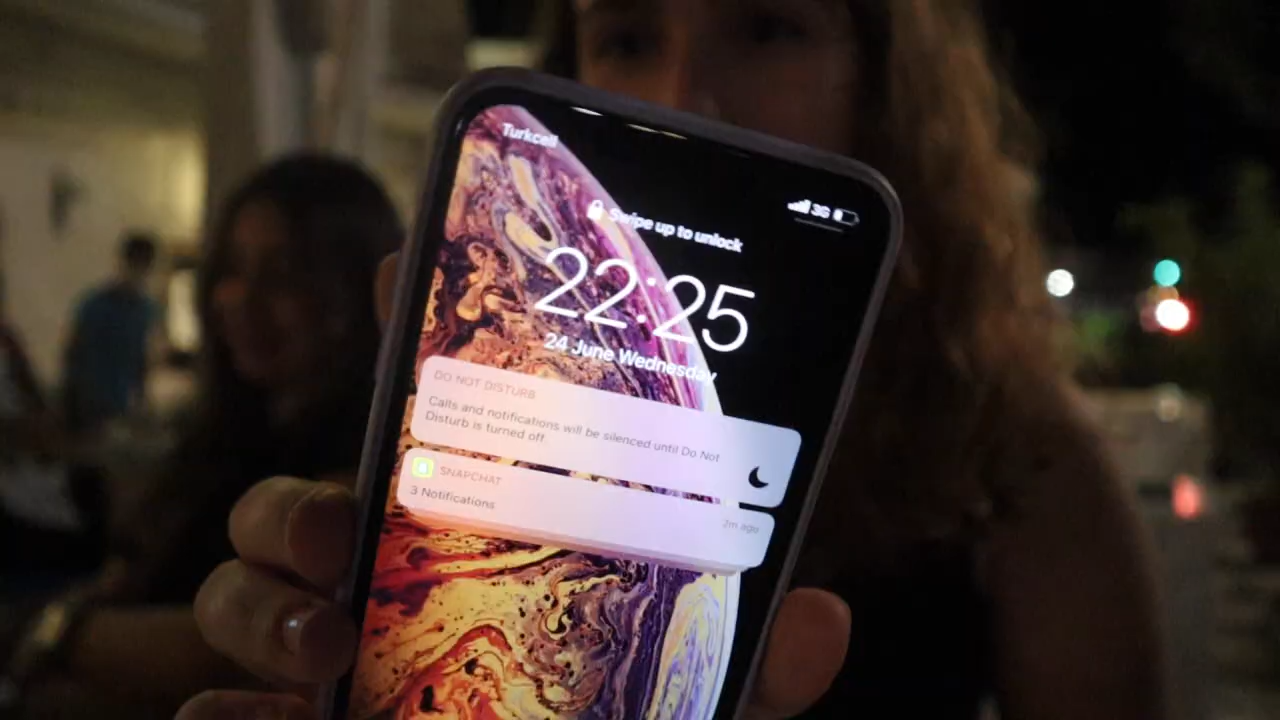 Turkcell
3G
Swipe up to unlock
22:25
24 June Wednesday
DO NOT DISTURB
Calls and notifications will be silenced until Do Not
Disturb is turned off.
SNAPCHAT
3 Notifications
2m ago